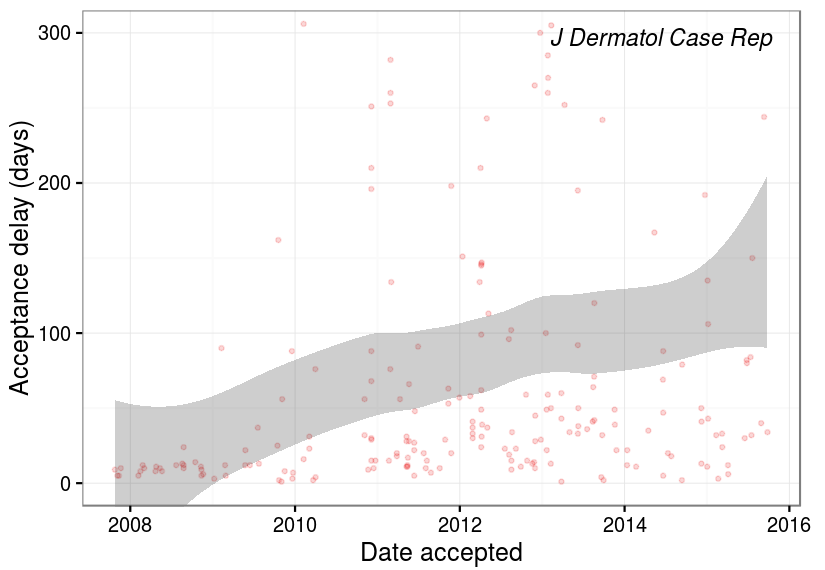 J Dermatol Case Rep
300
200
100
0
Acceptance delay (days)
2008 2010 2012 2014 2016
Date accepted